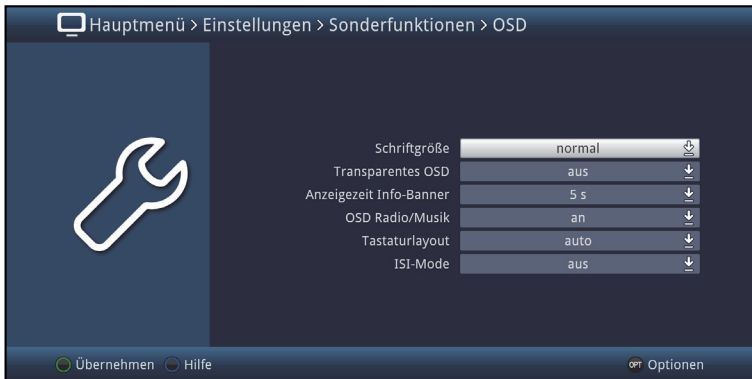 Hauptmenü > Einstellungen > Sonderfunktionen > OSD
Schriftgröße normal
Transparentes OSD aus
Anzeigezeit Info-Banner 5 s
OSD Radio/Musik an
Tastaturlayout auto
ISI-Mode aus
Übernehmen Hilfe OPT Optionen